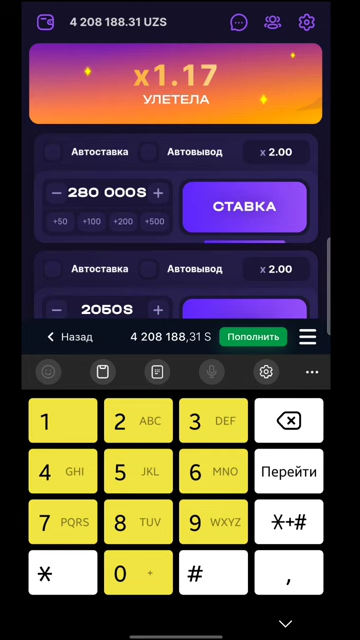 4 208 188.31 UZS
x1.17
УЛЕТЕЛА
Автоставка Автовывод x 2.00
− 280 000S + СТАВКА
+50 +100 +200 +500
Автоставка Автовывод x 2.00
− 2050S +
Назад 4 208 188,31 S Пополнить
1 2 ABC 3 DEF
4 GHI 5 JKL 6 MNO Перейти
7 PQRS 8 TUV 9 WXYZ *+#
* 0 + # ,